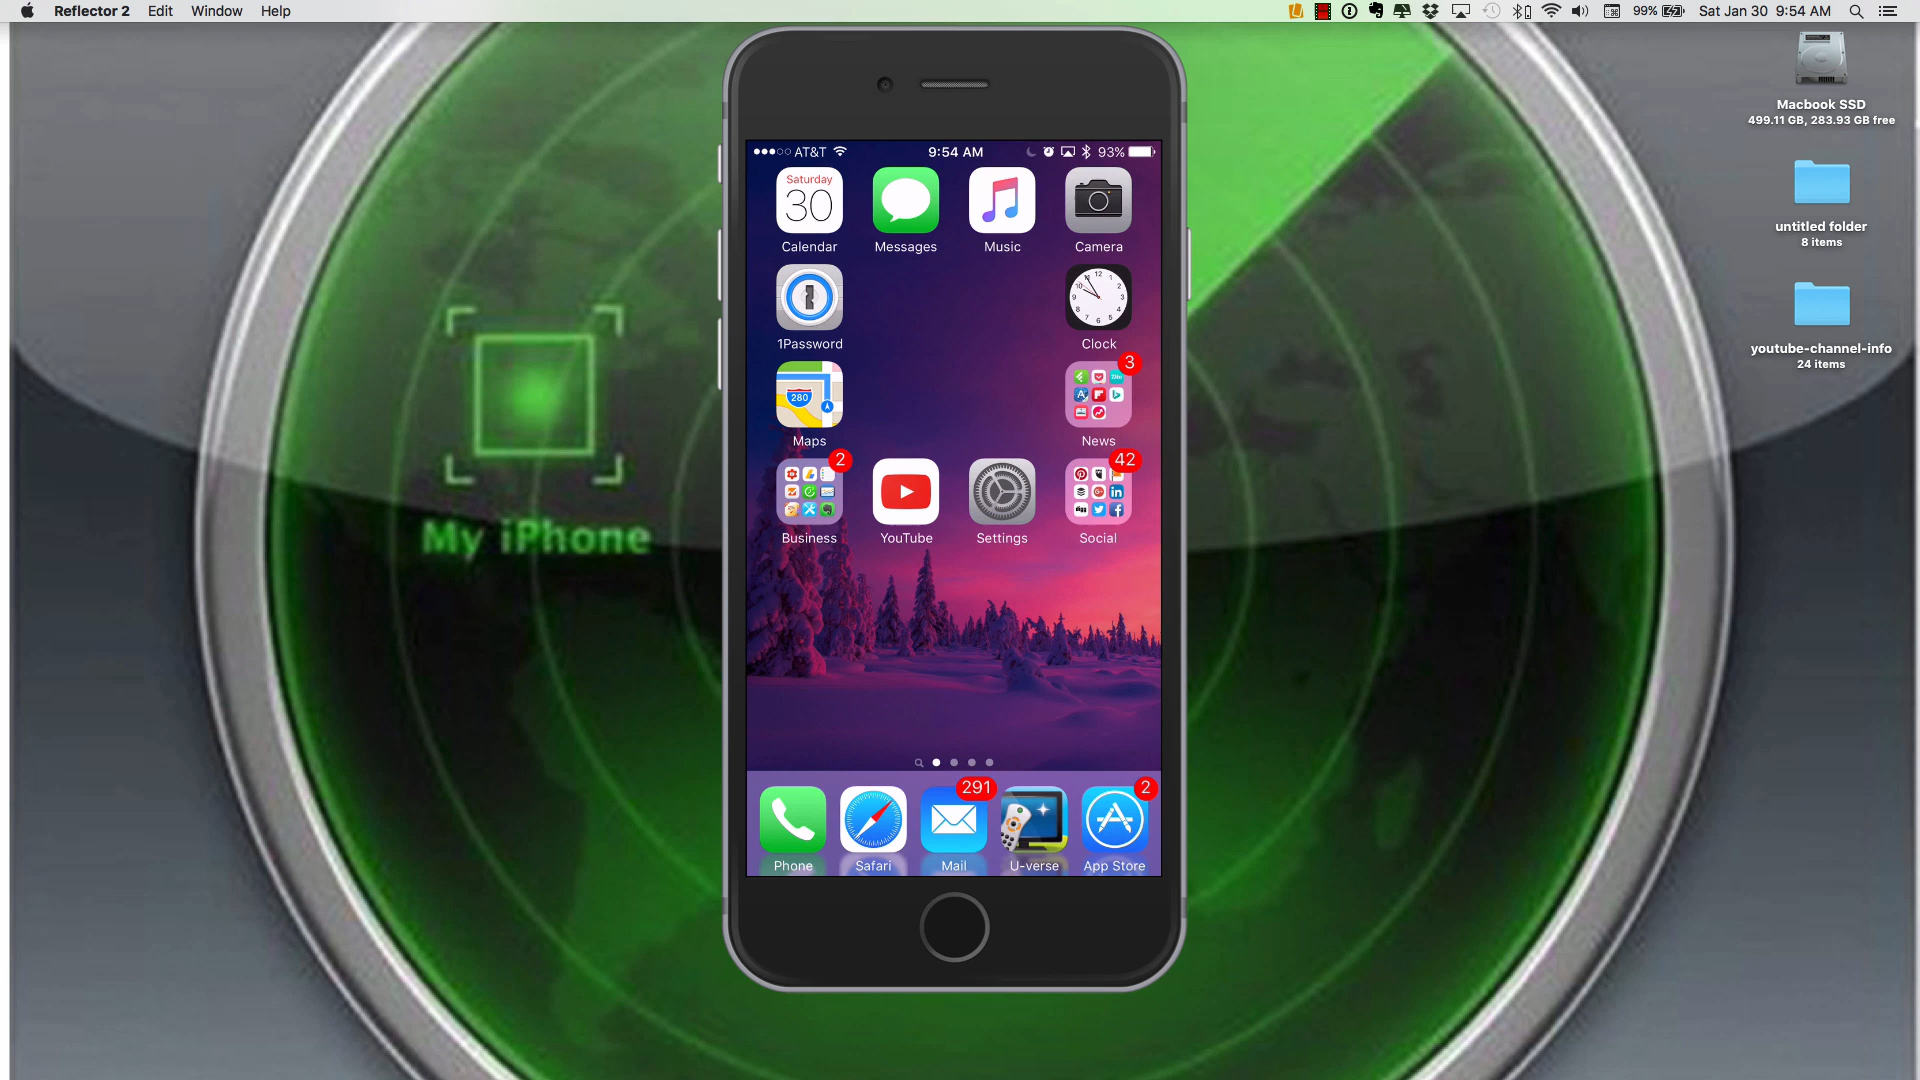 Reflector 2 Edit Window Help 99% Sat Jan 30 9:54 AM
Macbook SSD
499.11 GB, 283.93 GB free
untitled folder
8 items
youtube-channel-info
24 items
My iPhone
AT&T 9:54 AM 93%
Saturday
30
Calendar Messages Music Camera
1Password Clock
280
3
Maps News
2 42
Business YouTube Settings Social
291 2
Phone Safari Mail U-verse App Store